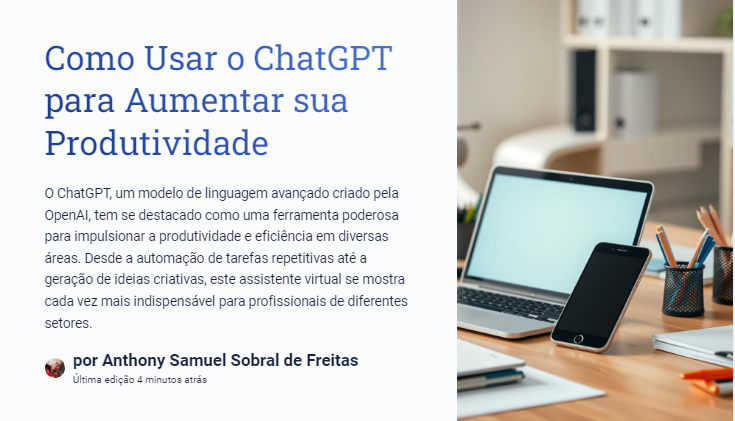 Como Usar o ChatGPT
para Aumentar sua
Produtividade
O ChatGPT, um modelo de linguagem avançado criado pela
OpenAI, tem se destacado como uma ferramenta poderosa
para impulsionar a produtividade e eficiência em diversas
áreas. Desde a automação de tarefas repetitivas até a
geração de ideias criativas, este assistente virtual se mostra
cada vez mais indispensável para profissionais de diferentes
setores.
por Anthony Samuel Sobral de Freitas
Última edição 4 minutos atrás